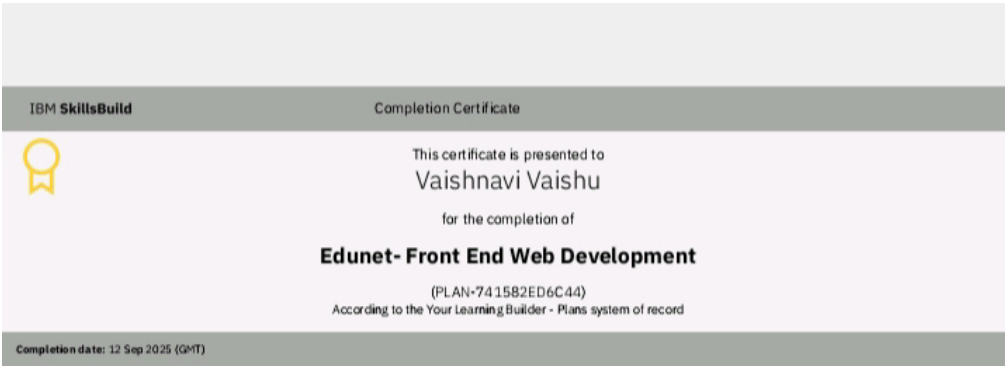 IBM SkillsBuild
Completion Certificate
This certificate is presented to
Vaishnavi Vaishu
for the completion of
Edunet- Front End Web Development
(PLAN-741582ED6C44)
According to the Your Learning Builder - Plans system of record
Completion date: 12 Sep 2025 (GMT)